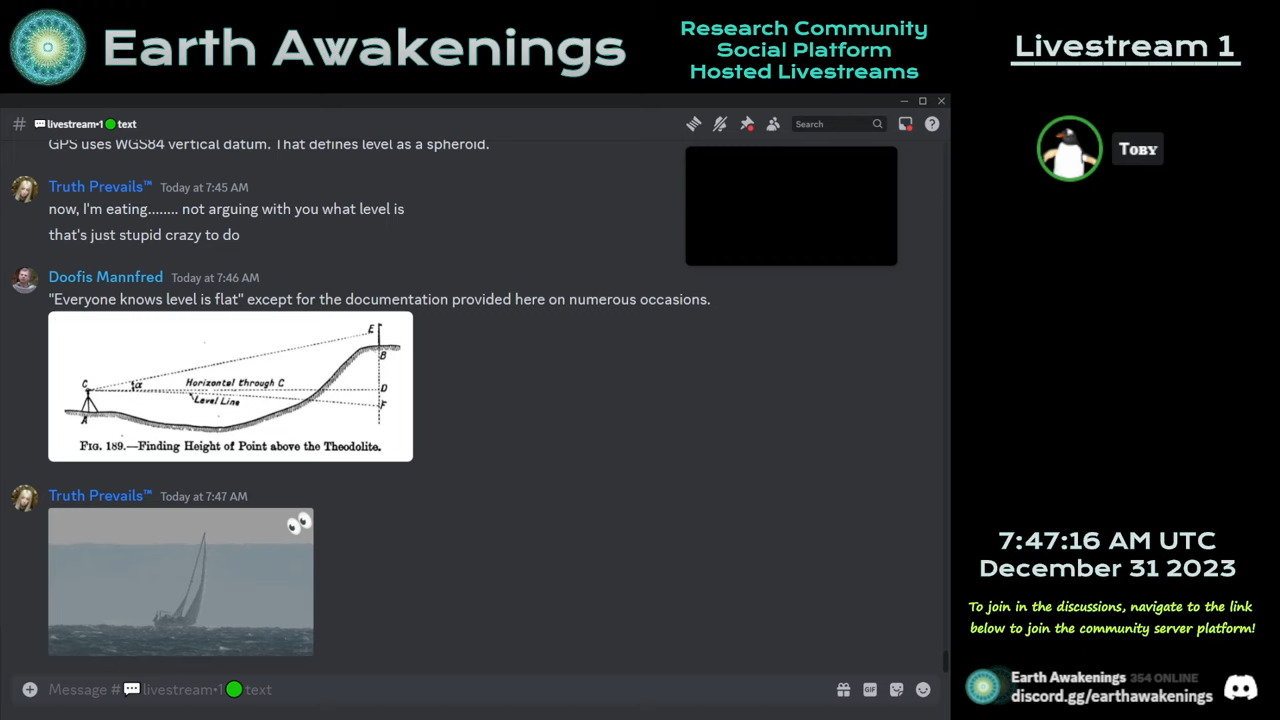 Earth Awakenings
Research Community
Social Platform
Hosted Livestreams
Livestream 1
# 💬livestream•1🟢text
Search
GPS uses WGS84 vertical datum. That defines level as a spheroid.
Truth Prevails™ Today at 7:45 AM
now, I'm eating........ not arguing with you what level is
that's just stupid crazy to do
Doofis Mannfred Today at 7:46 AM
"Everyone knows level is flat" except for the documentation provided here on numerous occasions.
E
B
C
α
Horizontal through C
D
Level Line
F
A
FIG. 189.—Finding Height of Point above the Theodolite.
Truth Prevails™ Today at 7:47 AM
Message #💬livestream•1🟢text
GIF
Toby
7:47:16 AM UTC
December 31 2023
To join in the discussions, navigate to the link
below to join the community server platform!
Earth Awakenings 354 ONLINE
discord.gg/earthawakenings